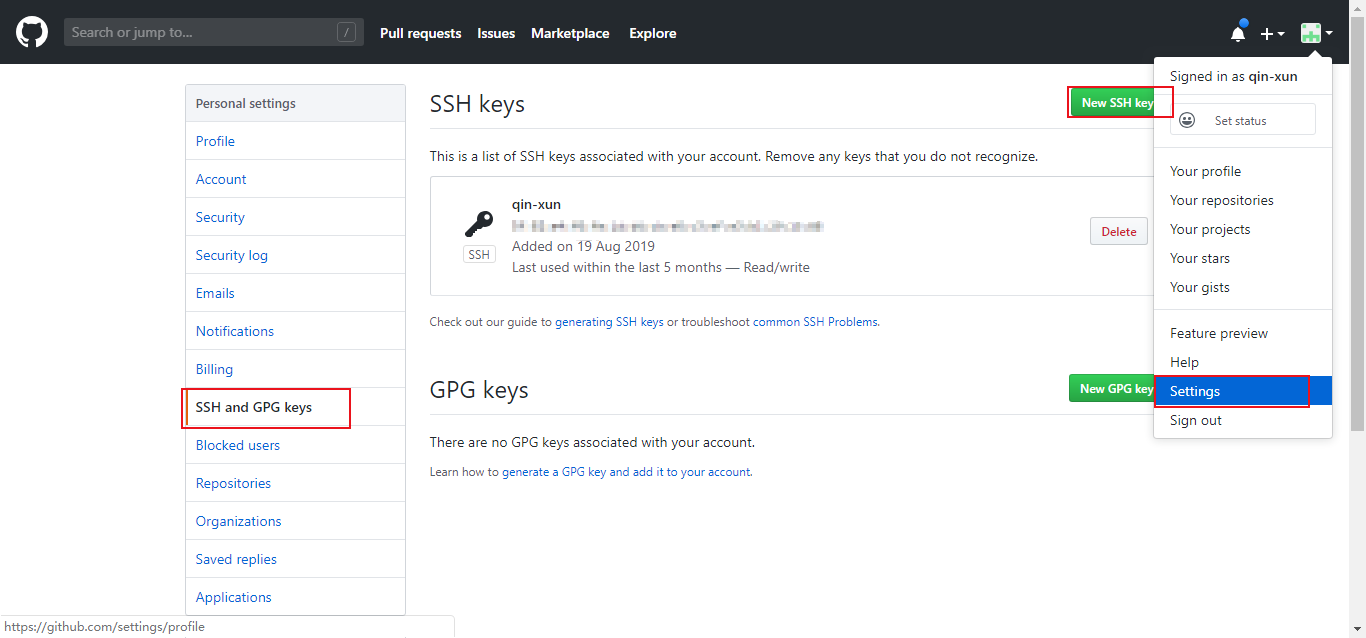 Search or jump to...
/
Pull requests
Issues
Marketplace
Explore
Signed in as qin-xun
Set status
Your profile
Your repositories
Your projects
Your stars
Your gists
Feature preview
Help
Settings
Sign out
Personal settings
Profile
Account
Security
Security log
Emails
Notifications
Billing
SSH and GPG keys
Blocked users
Repositories
Organizations
Saved replies
Applications
SSH keys
New SSH key
This is a list of SSH keys associated with your account. Remove any keys that you do not recognize.
qin-xun
SSH
Added on 19 Aug 2019
Last used within the last 5 months — Read/write
Delete
Check out our guide to generating SSH keys or troubleshoot common SSH Problems.
GPG keys
New GPG key
There are no GPG keys associated with your account.
Learn how to generate a GPG key and add it to your account.
https://github.com/settings/profile